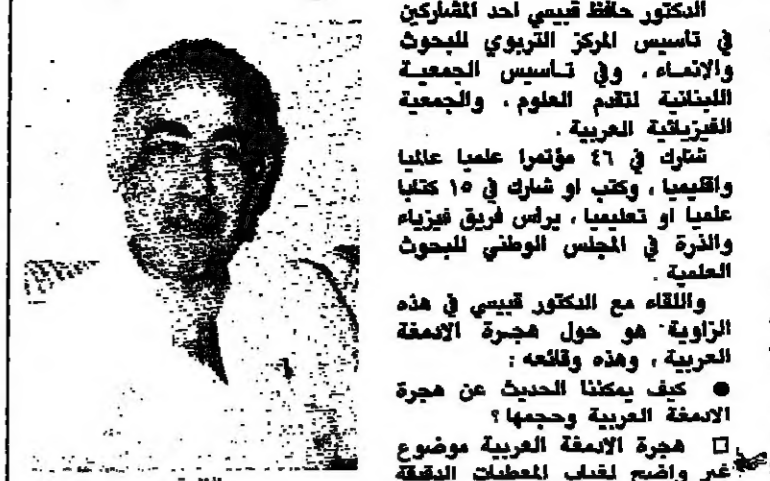 الدكتور حافظ قبيسي احد المشاركين
في تاسيس المركز التربوي للبحوث
والانماء ، وفي تاسيس الجمعية
اللبنانية لتقدم العلوم ، والجمعية
الفيزيائية العربية .
شارك في ٤٦ مؤتمرا علميا عالميا
واقليميا ، وكتب او شارك في ١٥ كتابا
علميا او تعليميا ، يراس فريق فيزياء
والذرة في المجلس الوطني للبحوث
العلمية .
واللقاء مع الدكتور قبيسي في هذه
الزاوية هو حول هجرة الادمغة
العربية ، وهذه وقائعه :
● كيف يمكننا الحديث عن هجرة
الادمغة العربية وحجمها ؟
□ هجرة الادمغة العربية موضوع
غير واضح لغياب المعطيات الدقيقة